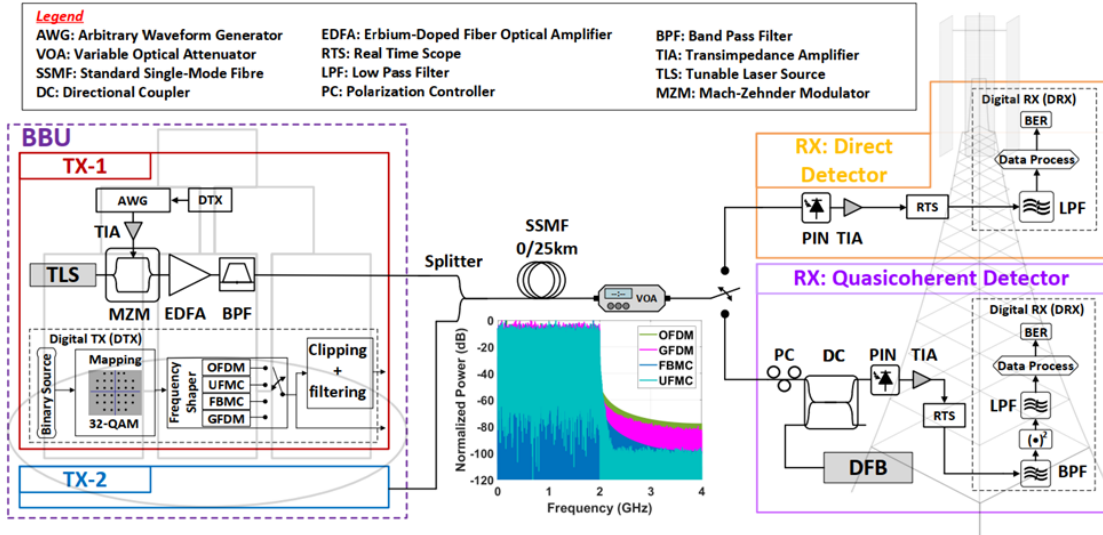 Legend
AWG: Arbitrary Waveform Generator
VOA: Variable Optical Attenuator
SSMF: Standard Single-Mode Fibre
DC: Directional Coupler
EDFA: Erbium-Doped Fiber Optical Amplifier
RTS: Real Time Scope
LPF: Low Pass Filter
PC: Polarization Controller
BPF: Band Pass Filter
TIA: Transimpedance Amplifier
TLS: Tunable Laser Source
MZM: Mach-Zehnder Modulator
BBU
TX-1
AWG
DTX
TIA
TLS
MZM
EDFA
BPF
Digital TX (DTX)
Binary Source
Mapping
32-QAM
Frequency
Shaper
OFDM
UFMC
FBMC
GFDM
Clipping
+
filtering
TX-2
Splitter
SSMF
0/25km
VOA
Normalized Power (dB)
0
-20
-40
-60
-80
-100
-120
0
1
2
3
4
Frequency (GHz)
OFDM
GFDM
FBMC
UFMC
RX: Direct
Detector
PIN
TIA
RTS
Digital RX (DRX)
BER
Data Process
LPF
RX: Quasicoherent Detector
PC
DC
PIN
TIA
RTS
DFB
Digital RX (DRX)
BER
Data Process
LPF
(•)²
BPF